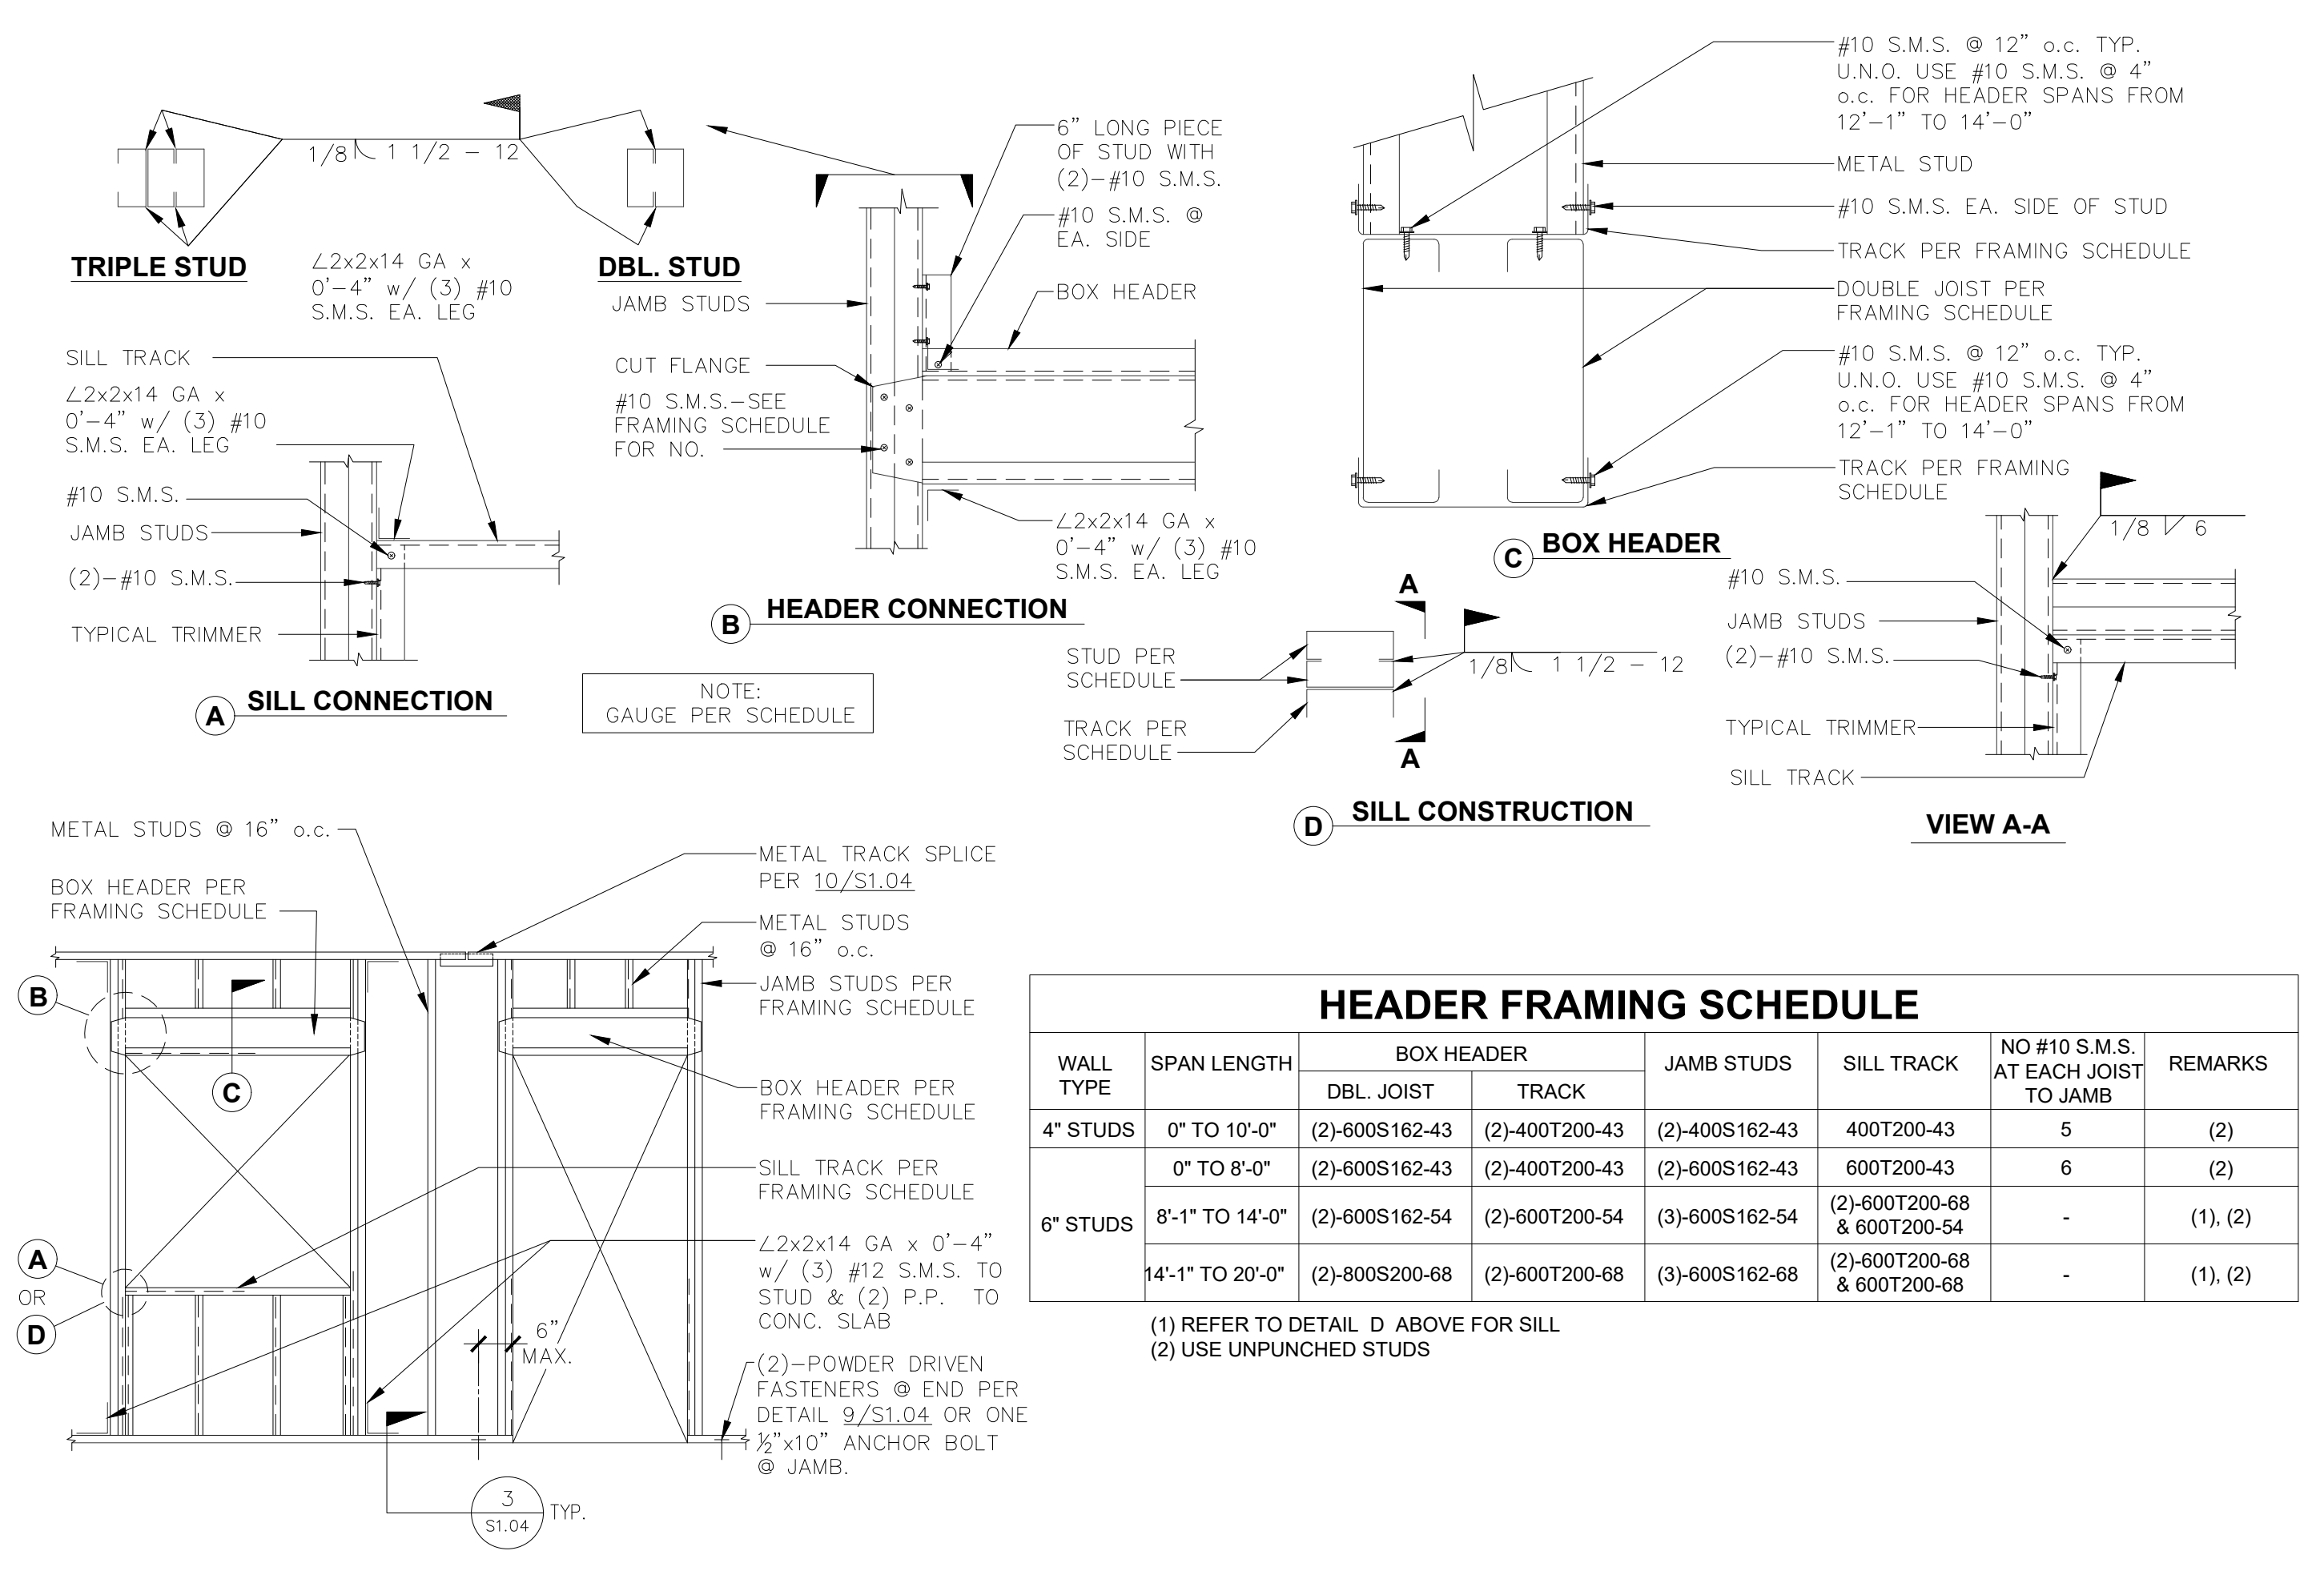 1/8 1 1/2 - 12
TRIPLE STUD
DBL. STUD
∠2x2x14 GA x
0'-4" w/ (3) #10
S.M.S. EA. LEG
SILL TRACK
∠2x2x14 GA x
0'-4" w/ (3) #10
S.M.S. EA. LEG
#10 S.M.S.
JAMB STUDS
(2)-#10 S.M.S.
TYPICAL TRIMMER
A SILL CONNECTION
6" LONG PIECE
OF STUD WITH
(2)-#10 S.M.S.
#10 S.M.S. @
EA. SIDE
JAMB STUDS
BOX HEADER
CUT FLANGE
#10 S.M.S.-SEE
FRAMING SCHEDULE
FOR NO.
∠2x2x14 GA x
0'-4" w/ (3) #10
S.M.S. EA. LEG
B HEADER CONNECTION
NOTE:
GAUGE PER SCHEDULE
#10 S.M.S. @ 12" o.c. TYP.
U.N.O. USE #10 S.M.S. @ 4"
o.c. FOR HEADER SPANS FROM
12'-1" TO 14'-0"
METAL STUD
#10 S.M.S. EA. SIDE OF STUD
TRACK PER FRAMING SCHEDULE
DOUBLE JOIST PER
FRAMING SCHEDULE
#10 S.M.S. @ 12" o.c. TYP.
U.N.O. USE #10 S.M.S. @ 4"
o.c. FOR HEADER SPANS FROM
12'-1" TO 14'-0"
TRACK PER FRAMING
SCHEDULE
C BOX HEADER
A
STUD PER
SCHEDULE
1/8 1 1/2 - 12
TRACK PER
SCHEDULE
A
D SILL CONSTRUCTION
1/8 6
#10 S.M.S.
JAMB STUDS
(2)-#10 S.M.S.
TYPICAL TRIMMER
SILL TRACK
VIEW A-A
METAL STUDS @ 16" o.c.
BOX HEADER PER
FRAMING SCHEDULE
B
C
A
OR
D
METAL TRACK SPLICE
PER 10/S1.04
METAL STUDS
@ 16" o.c.
JAMB STUDS PER
FRAMING SCHEDULE
BOX HEADER PER
FRAMING SCHEDULE
SILL TRACK PER
FRAMING SCHEDULE
∠2x2x14 GA x 0'-4"
w/ (3) #12 S.M.S. TO
STUD & (2) P.P. TO
CONC. SLAB
6"
MAX.
(2)-POWDER DRIVEN
FASTENERS @ END PER
DETAIL 9/S1.04 OR ONE
½"x10" ANCHOR BOLT
@ JAMB.
3
S1.04
TYP.
HEADER FRAMING SCHEDULE
WALL TYPE SPAN LENGTH BOX HEADER JAMB STUDS SILL TRACK NO #10 S.M.S. AT EACH JOIST TO JAMB REMARKS
DBL. JOIST TRACK
4" STUDS 0" TO 10'-0" (2)-600S162-43 (2)-400T200-43 (2)-400S162-43 400T200-43 5 (2)
6" STUDS 0" TO 8'-0" (2)-600S162-43 (2)-400T200-43 (2)-600S162-43 600T200-43 6 (2)
8'-1" TO 14'-0" (2)-600S162-54 (2)-600T200-54 (3)-600S162-54 (2)-600T200-68 & 600T200-54 - (1), (2)
14'-1" TO 20'-0" (2)-800S200-68 (2)-600T200-68 (3)-600S162-68 (2)-600T200-68 & 600T200-68 - (1), (2)
(1) REFER TO DETAIL D ABOVE FOR SILL
(2) USE UNPUNCHED STUDS